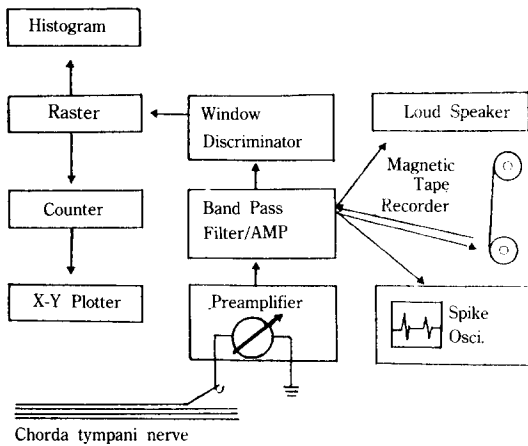 Histogram
Raster
Window
Discriminator
Loud Speaker
Magnetic
Tape
Recorder
Counter
Band Pass
Filter/AMP
X-Y Plotter
Preamplifier
Spike
Osci.
Chorda tympani nerve